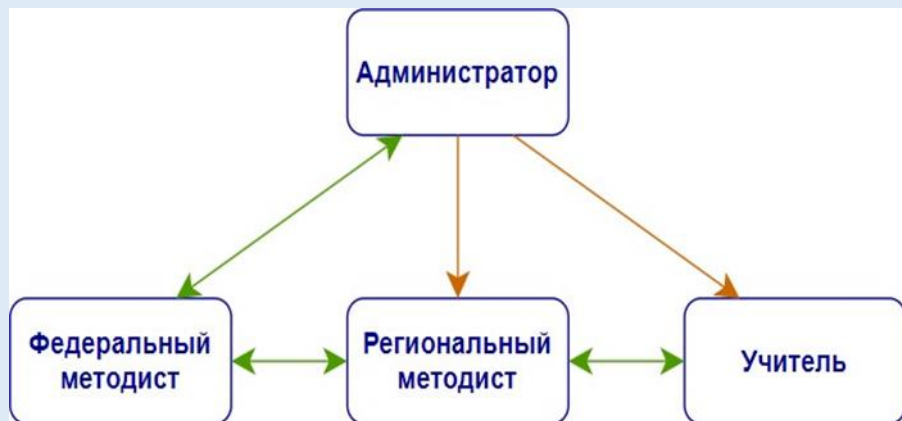 Администратор
Федеральный
методист
Региональный
методист
Учитель